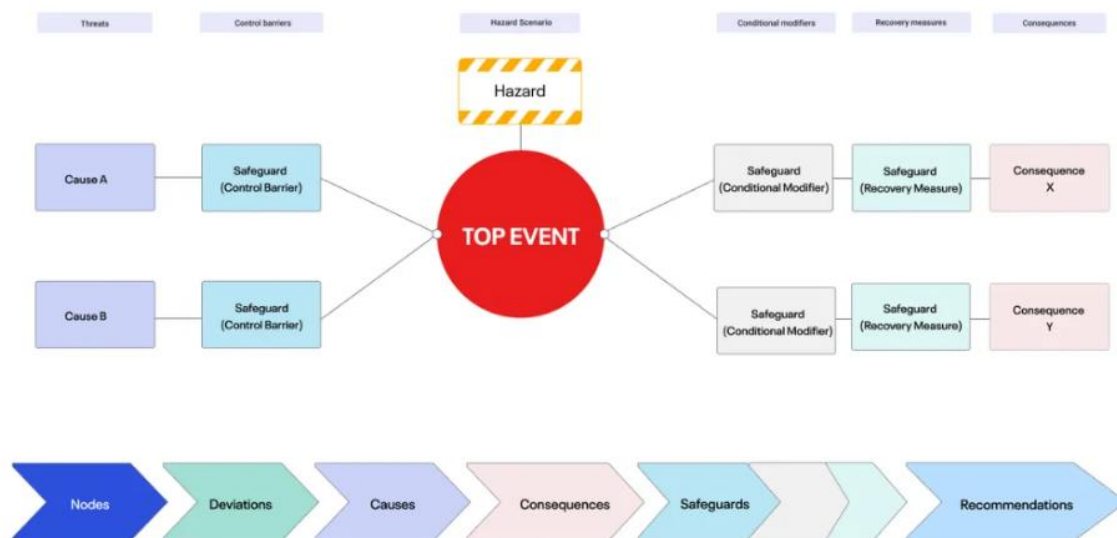 Threats
Control barriers
Hazard Scenario
Conditional modifiers
Recovery measures
Consequences
Hazard
Cause A
Safeguard
(Control Barrier)
TOP EVENT
Safeguard
(Conditional Modifier)
Safeguard
(Recovery Measure)
Consequence
X
Cause B
Safeguard
(Control Barrier)
Safeguard
(Conditional Modifier)
Safeguard
(Recovery Measure)
Consequence
Y
Nodes
Deviations
Causes
Consequences
Safeguards
Recommendations